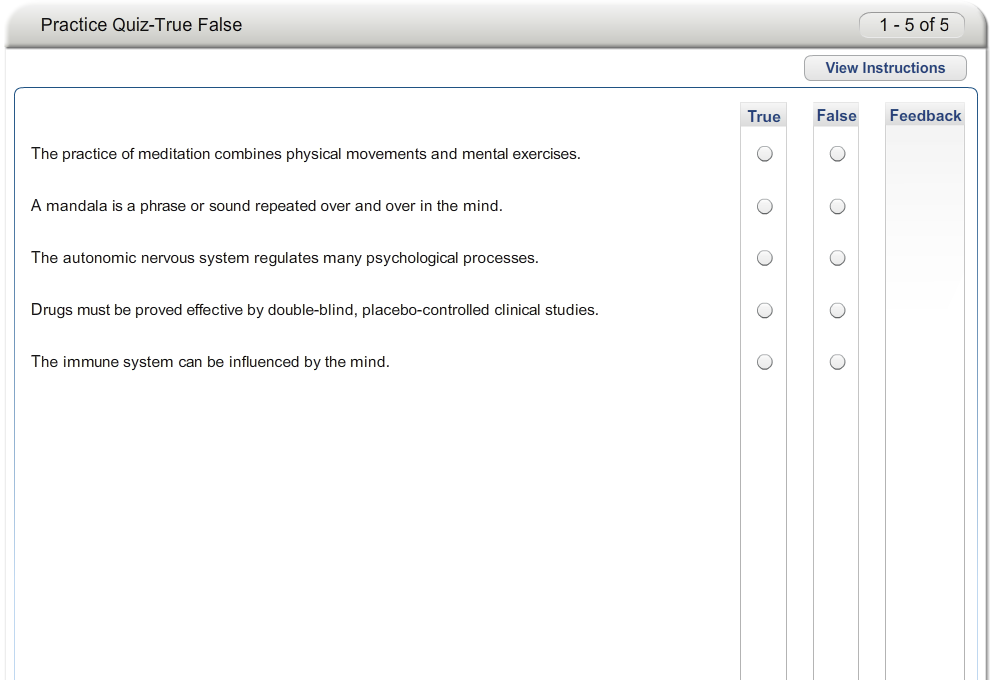 Practice Quiz-True False
1 - 5 of 5
View Instructions
True False Feedback
The practice of meditation combines physical movements and mental exercises.
A mandala is a phrase or sound repeated over and over in the mind.
The autonomic nervous system regulates many psychological processes.
Drugs must be proved effective by double-blind, placebo-controlled clinical studies.
The immune system can be influenced by the mind.